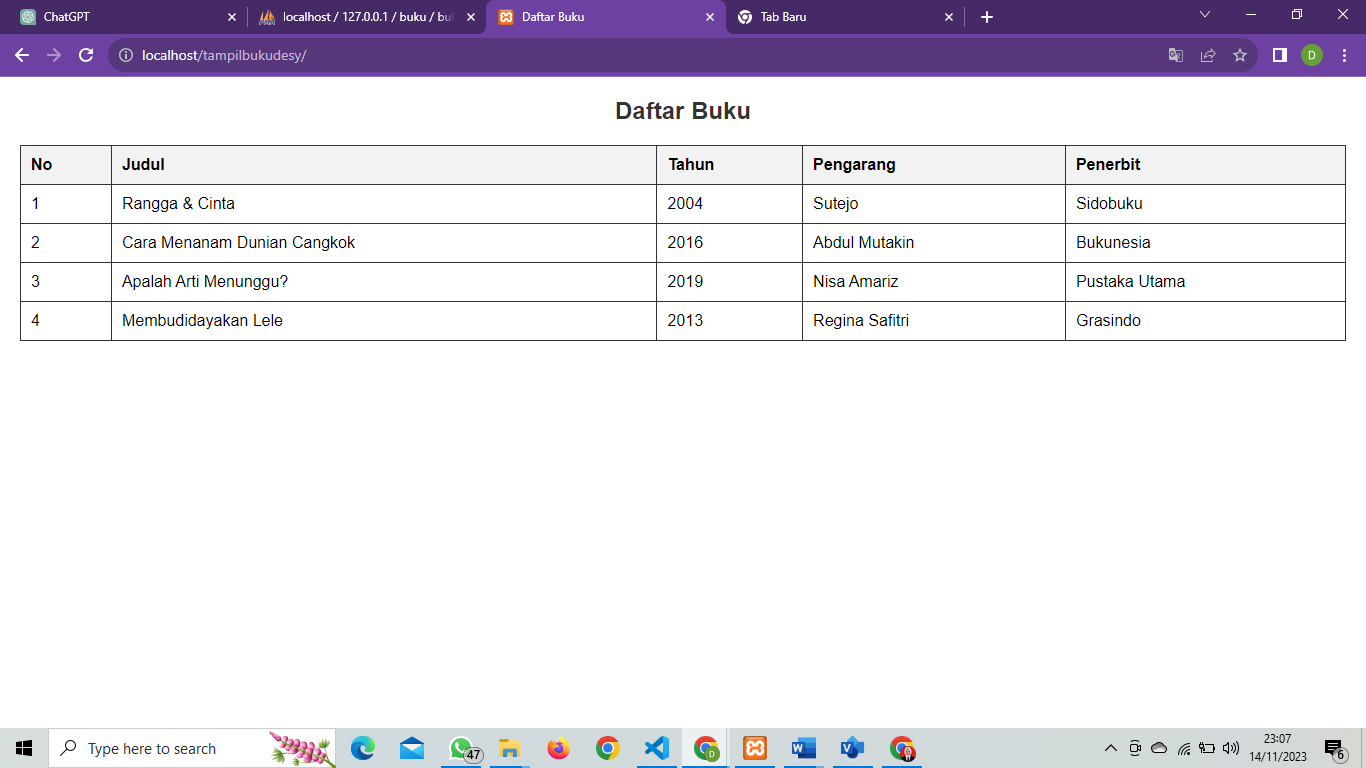 ChatGPT
localhost / 127.0.0.1 / buku / bu
Daftar Buku
Tab Baru
localhost/tampilbukudesy/
D
Daftar Buku
No Judul Tahun Pengarang Penerbit
1 Rangga & Cinta 2004 Sutejo Sidobuku
2 Cara Menanam Dunian Cangkok 2016 Abdul Mutakin Bukunesia
3 Apalah Arti Menunggu? 2019 Nisa Amariz Pustaka Utama
4 Membudidayakan Lele 2013 Regina Safitri Grasindo
Type here to search
47
D
23:07
14/11/2023
6